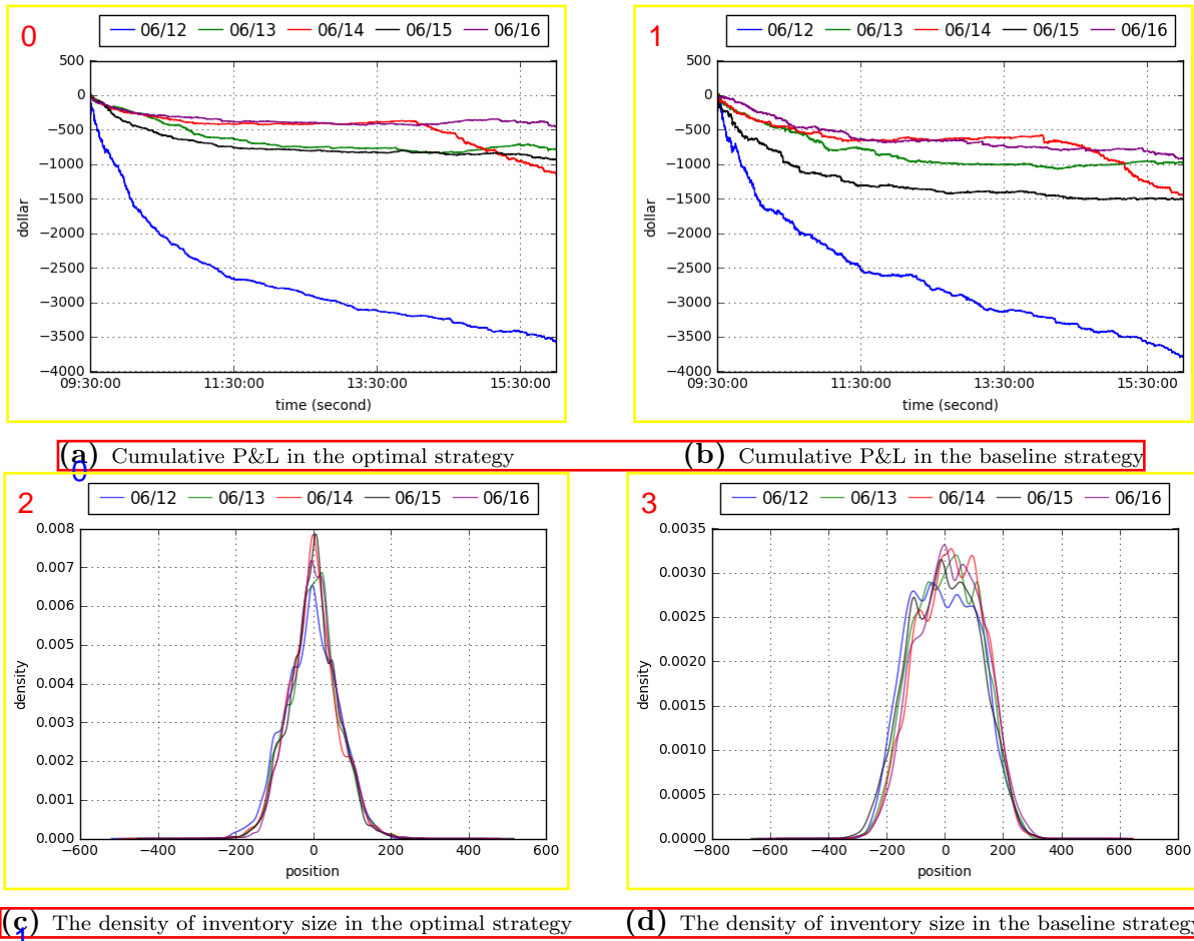 0
06/12 06/13 06/14 06/15 06/16
500
0
−500
−1000
−1500
−2000
−2500
−3000
−3500
−4000
dollar
09:30:00 11:30:00 13:30:00 15:30:00
time (second)
1
06/12 06/13 06/14 06/15 06/16
500
0
−500
−1000
−1500
−2000
−2500
−3000
−3500
−4000
dollar
09:30:00 11:30:00 13:30:00 15:30:00
time (second)
(a) Cumulative P&L in the optimal strategy
(b) Cumulative P&L in the baseline strategy
0
2
06/12 06/13 06/14 06/15 06/16
0.008
0.007
0.006
0.005
0.004
0.003
0.002
0.001
0.000
density
−600 −400 −200 0 200 400 600
position
3
06/12 06/13 06/14 06/15 06/16
0.0035
0.0030
0.0025
0.0020
0.0015
0.0010
0.0005
0.0000
density
−800 −600 −400 −200 0 200 400 600 800
position
(c) The density of inventory size in the optimal strategy
(d) The density of inventory size in the baseline strategy
1